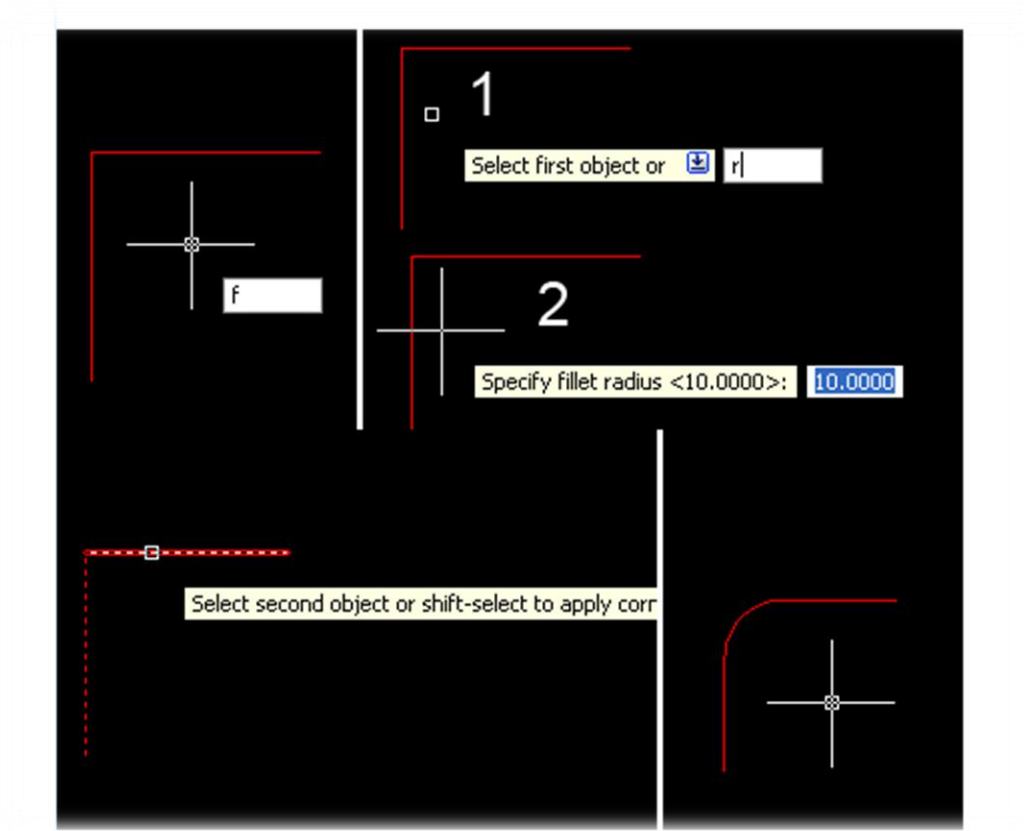 f
1
Select first object or
r
2
Specify fillet radius <10.0000>: 10.0000
Select second object or shift-select to apply corr